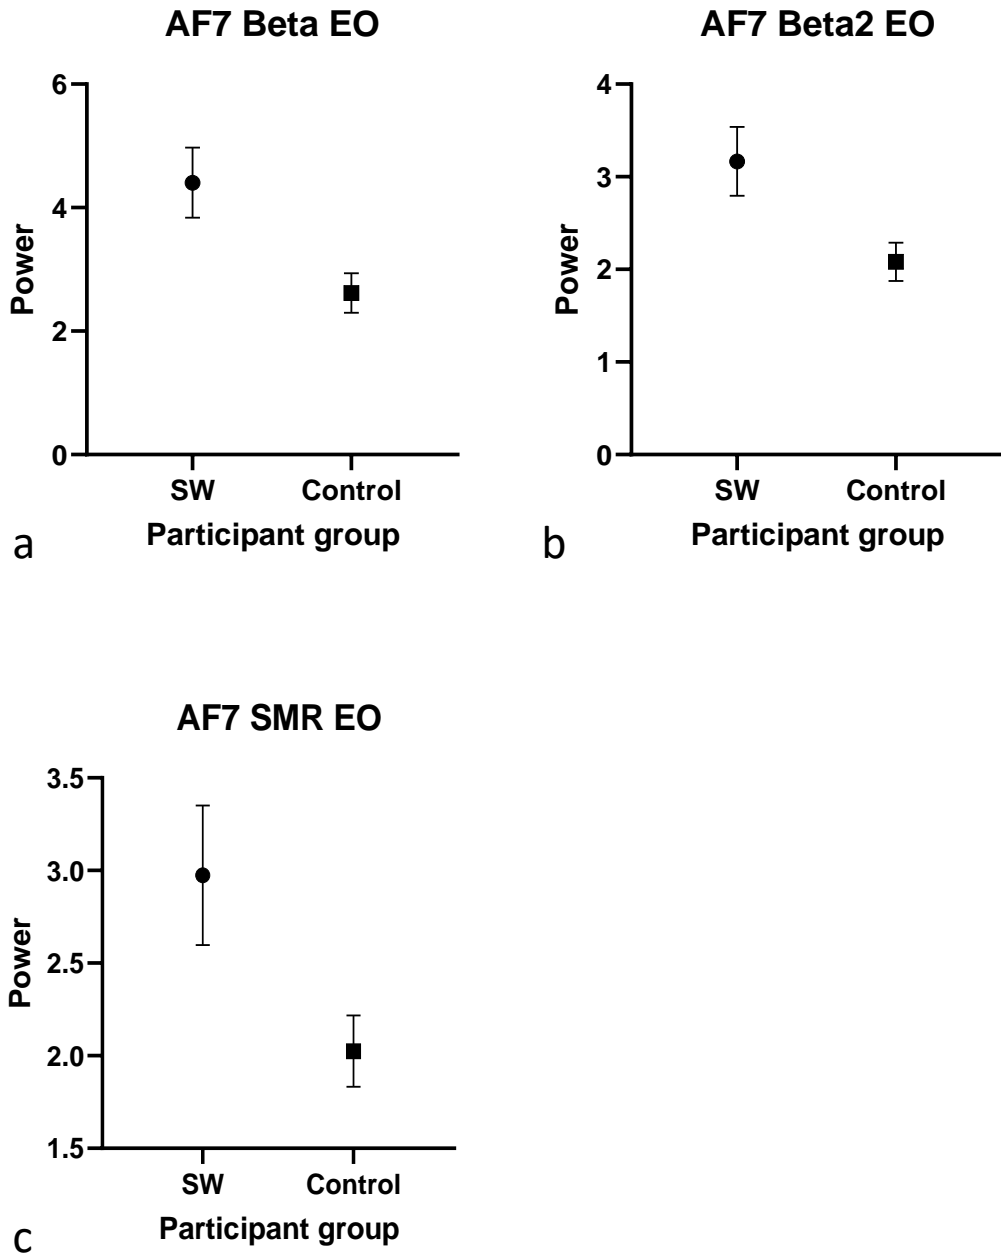 AF7 Beta EO
6
4
2
0
Power
SW Control
Participant group
a
AF7 Beta2 EO
4
3
2
1
0
Power
SW Control
Participant group
b
AF7 SMR EO
3.5
3.0
2.5
2.0
1.5
Power
SW Control
Participant group
c